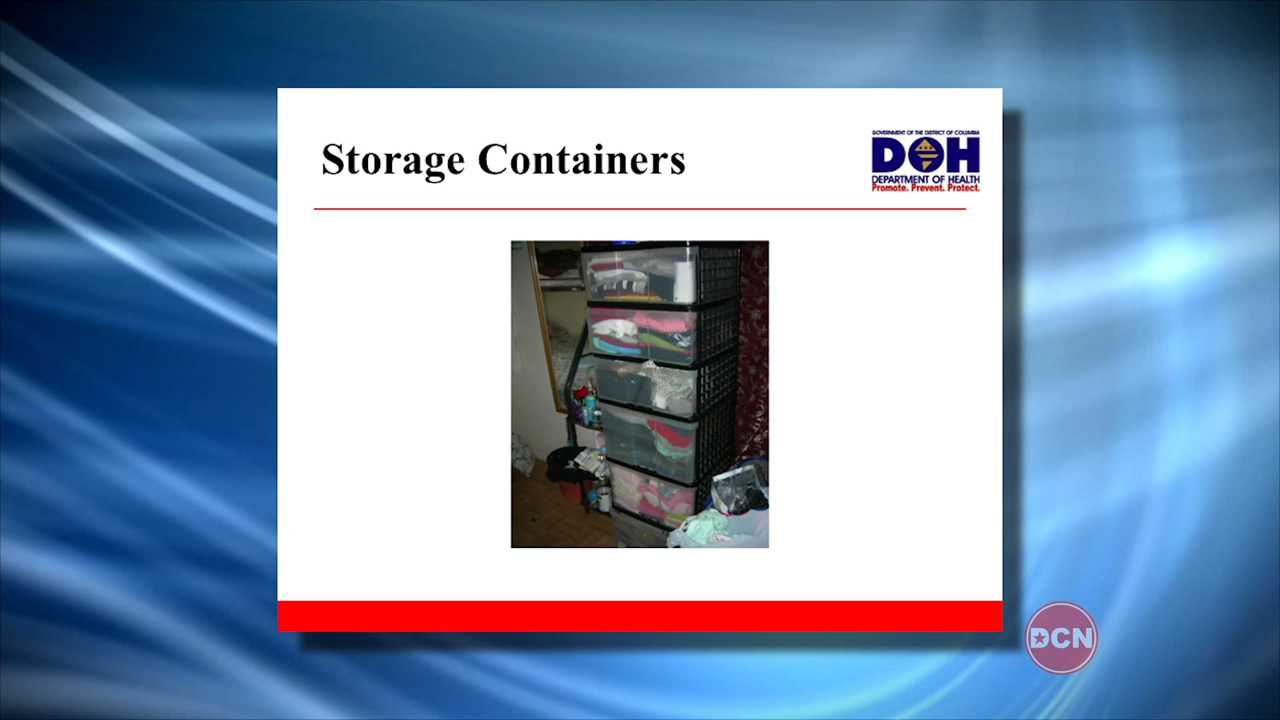 Storage Containers
GOVERNMENT OF THE DISTRICT OF COLUMBIA
DOH
DEPARTMENT OF HEALTH
Promote. Prevent. Protect.
DCN